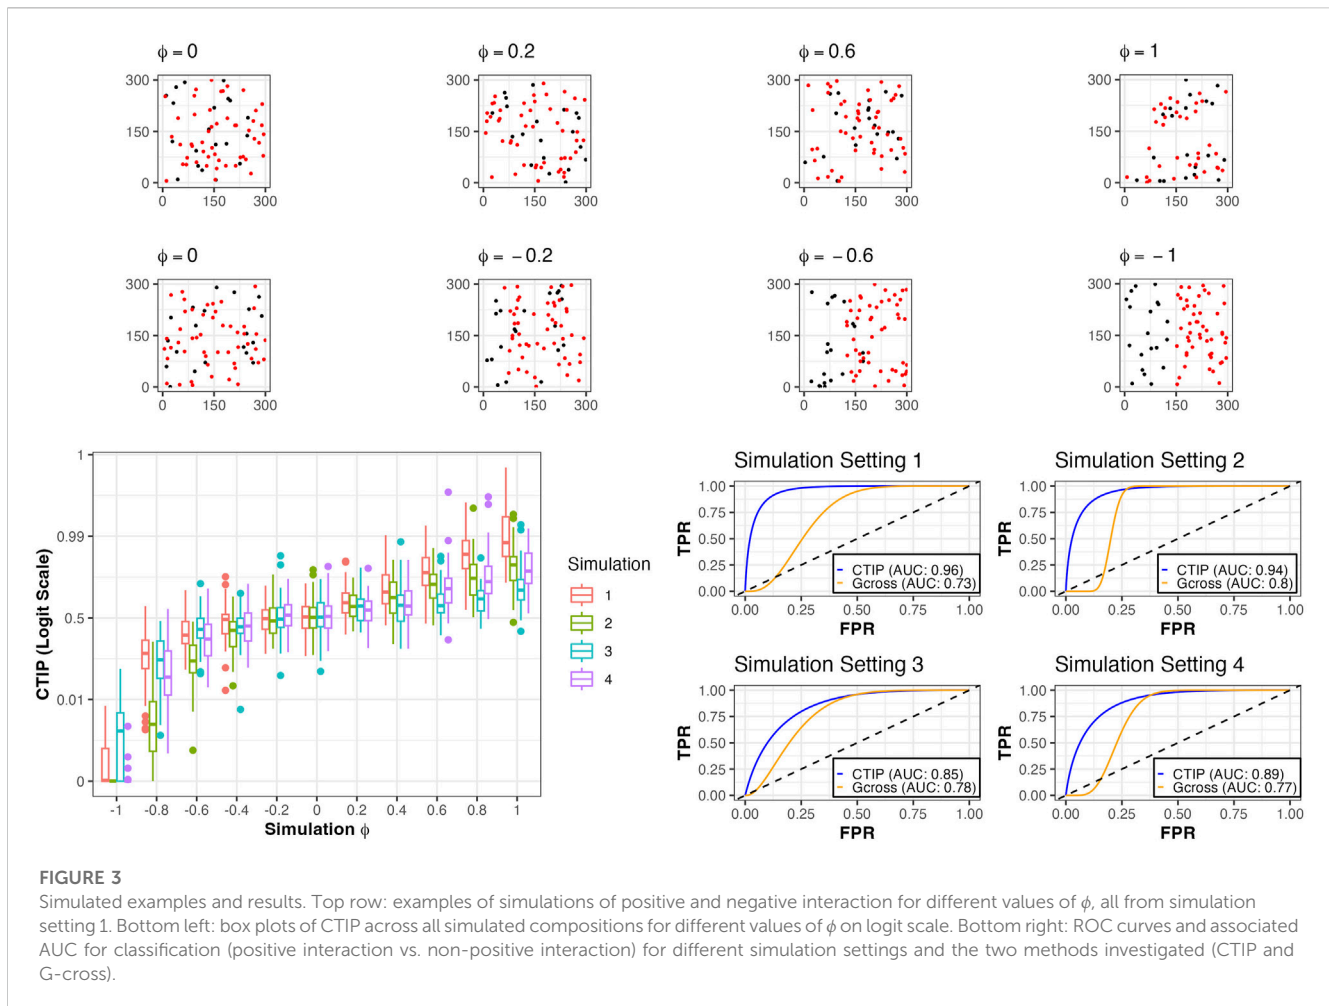 ϕ = 0
ϕ = 0.2
ϕ = 0.6
ϕ = 1
300
150
0
0 150 300
300
150
0
0 150 300
300
150
0
0 150 300
300
150
0
0 150 300
ϕ = 0
ϕ = −0.2
ϕ = −0.6
ϕ = −1
300
150
0
0 150 300
300
150
0
0 150 300
300
150
0
0 150 300
300
150
0
0 150 300
CTIP (Logit Scale)
1
0.99
0.5
0.01
0
-1 -0.8 -0.6 -0.4 -0.2 0 0.2 0.4 0.6 0.8 1
Simulation ϕ
Simulation
1
2
3
4
Simulation Setting 1
TPR
1.00
0.75
0.50
0.25
0.00
CTIP (AUC: 0.96)
Gcross (AUC: 0.73)
0.00 0.25 0.50 0.75 1.00
FPR
Simulation Setting 2
TPR
1.00
0.75
0.50
0.25
0.00
CTIP (AUC: 0.94)
Gcross (AUC: 0.8)
0.00 0.25 0.50 0.75 1.00
FPR
Simulation Setting 3
TPR
1.00
0.75
0.50
0.25
0.00
CTIP (AUC: 0.85)
Gcross (AUC: 0.78)
0.00 0.25 0.50 0.75 1.00
FPR
Simulation Setting 4
TPR
1.00
0.75
0.50
0.25
0.00
CTIP (AUC: 0.89)
Gcross (AUC: 0.77)
0.00 0.25 0.50 0.75 1.00
FPR
FIGURE 3
Simulated examples and results. Top row: examples of simulations of positive and negative interaction for different values of ϕ, all from simulation
setting 1. Bottom left: box plots of CTIP across all simulated compositions for different values of ϕ on logit scale. Bottom right: ROC curves and associated
AUC for classification (positive interaction vs. non-positive interaction) for different simulation settings and the two methods investigated (CTIP and
G-cross).